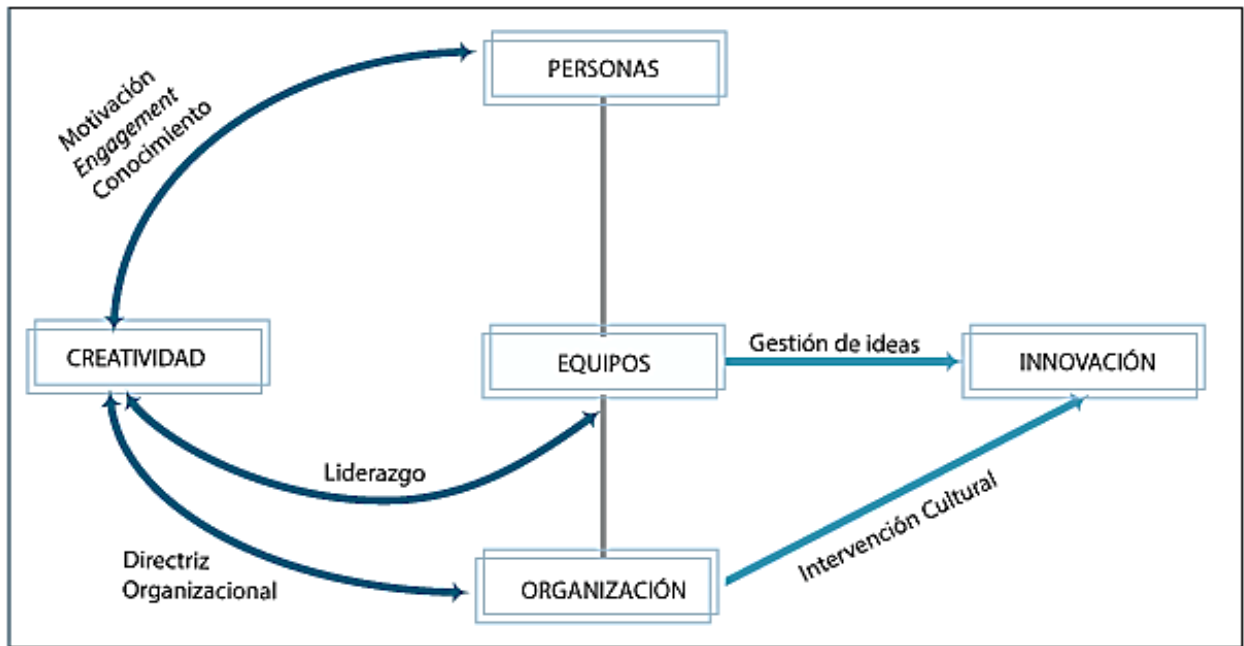 PERSONAS
Motivación
Engagement
Conocimiento
CREATIVIDAD
EQUIPOS
Gestión de ideas
INNOVACIÓN
Liderazgo
Intervención Cultural
Directriz
Organizacional
ORGANIZACIÓN